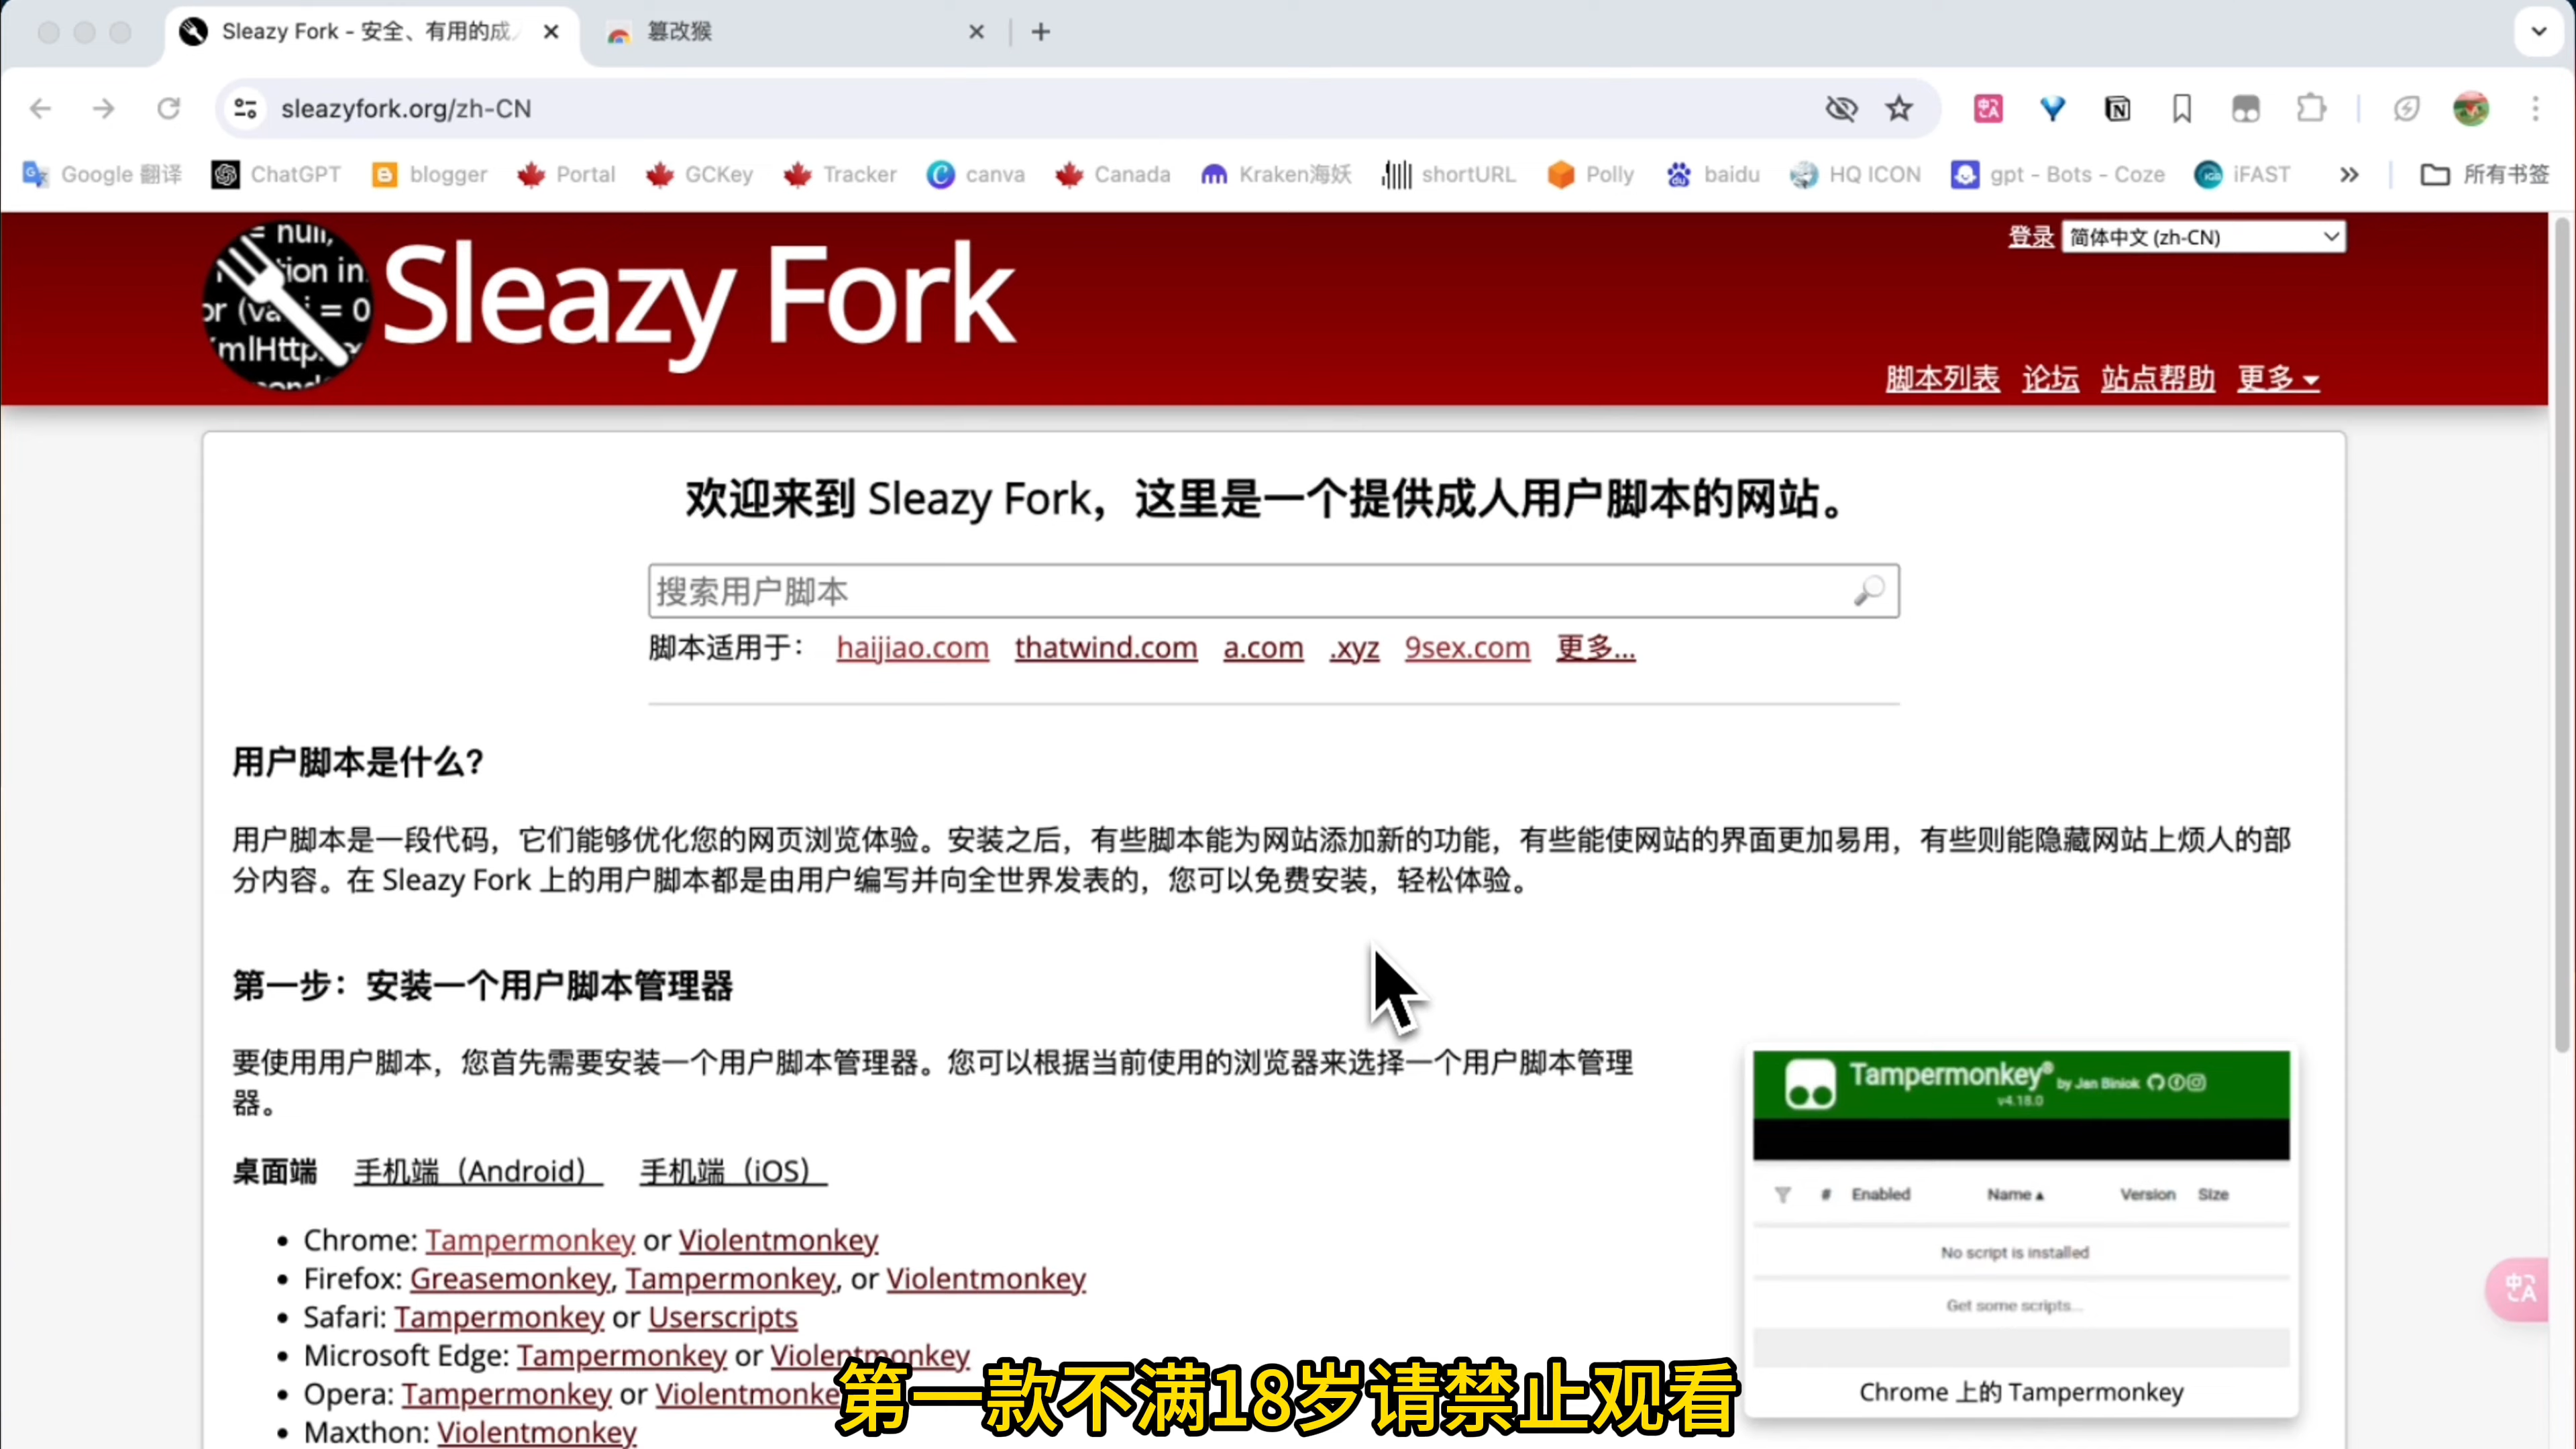 Sleazy Fork - 安全、有用的成
篡改猴
sleazyfork.org/zh-CN
Google 翻译
ChatGPT
blogger
Portal
GCKey
Tracker
canva
Canada
Kraken海妖
shortURL
Polly
baidu
HQ ICON
gpt - Bots - Coze
iFAST
所有书签
= null,
tion in
or (va i = 0
mlHttp
Sleazy Fork
登录 简体中文 (zh-CN)
脚本列表 论坛 站点帮助 更多
欢迎来到 Sleazy Fork，这里是一个提供成人用户脚本的网站。
搜索用户脚本
脚本适用于： haijiao.com thatwind.com a.com .xyz 9sex.com 更多...
用户脚本是什么？
用户脚本是一段代码，它们能够优化您的网页浏览体验。安装之后，有些脚本能为网站添加新的功能，有些能使网站的界面更加易用，有些则能隐藏网站上烦人的部
分内容。在 Sleazy Fork 上的用户脚本都是由用户编写并向全世界发表的，您可以免费安装，轻松体验。
第一步：安装一个用户脚本管理器
要使用用户脚本，您首先需要安装一个用户脚本管理器。您可以根据当前使用的浏览器来选择一个用户脚本管理
器。
桌面端 手机端（Android） 手机端（iOS）
Chrome: Tampermonkey or Violentmonkey
Firefox: Greasemonkey, Tampermonkey, or Violentmonkey
Safari: Tampermonkey or Userscripts
Microsoft Edge: Tampermonkey or Violentmonkey
Opera: Tampermonkey or Violentmonke
Maxthon: Violentmonkey
Tampermonkey® by Jan Biniok
v4.18.0
# Enabled Name Version Size
No script is installed
Get some scripts...
Chrome 上的 Tampermonkey
第一款不满18岁请禁止观看